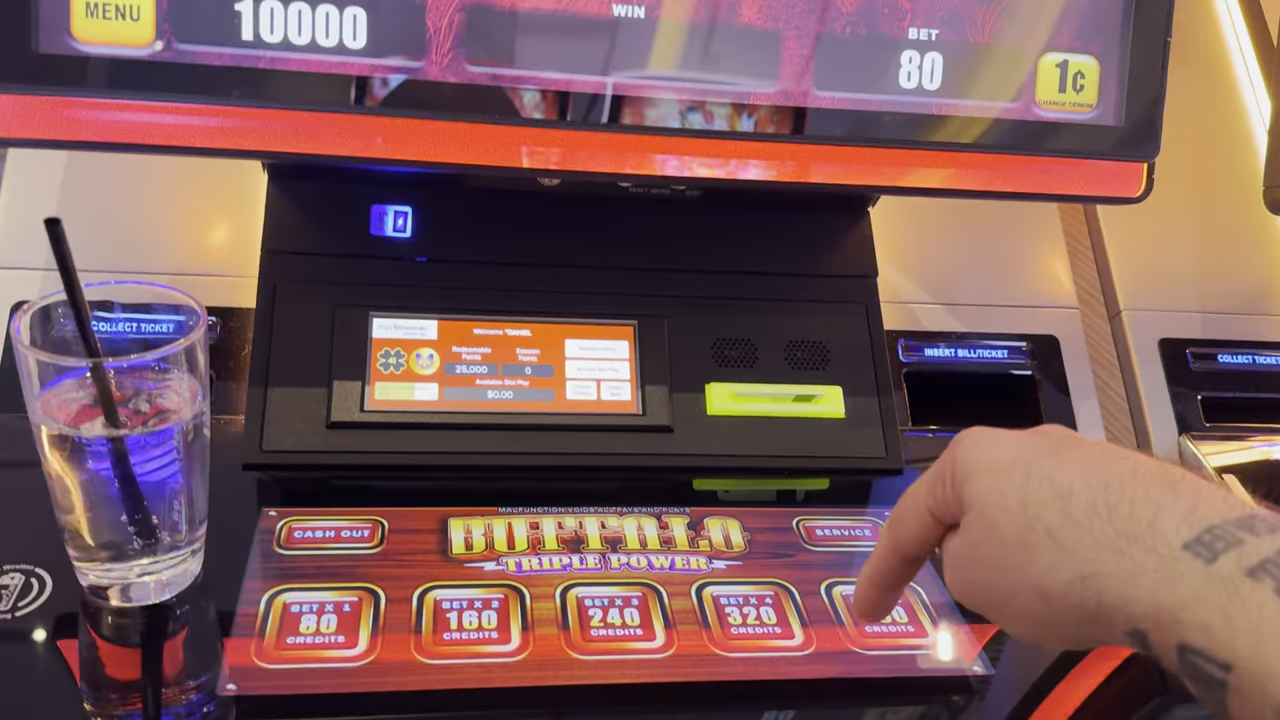 MENU
10000
WIN
BET
80
1¢
CHANGE DENOM
COLLECT TICKET
Rewards
Welcome *DANIEL
Redeemable
Points
Session
Points
25,000
0
Available Slot Play
$0.00
INSERT BILL/TICKET
COLLECT TICKET
MALFUNCTION VOIDS ALL PAYS AND PLAYS
CASH OUT
BUFFALO
TRIPLE POWER
SERVICE
BET X 1
80
CREDITS
BET X 2
160
CREDITS
BET X 3
240
CREDITS
BET X 4
320
CREDITS
CREDITS
Wireless